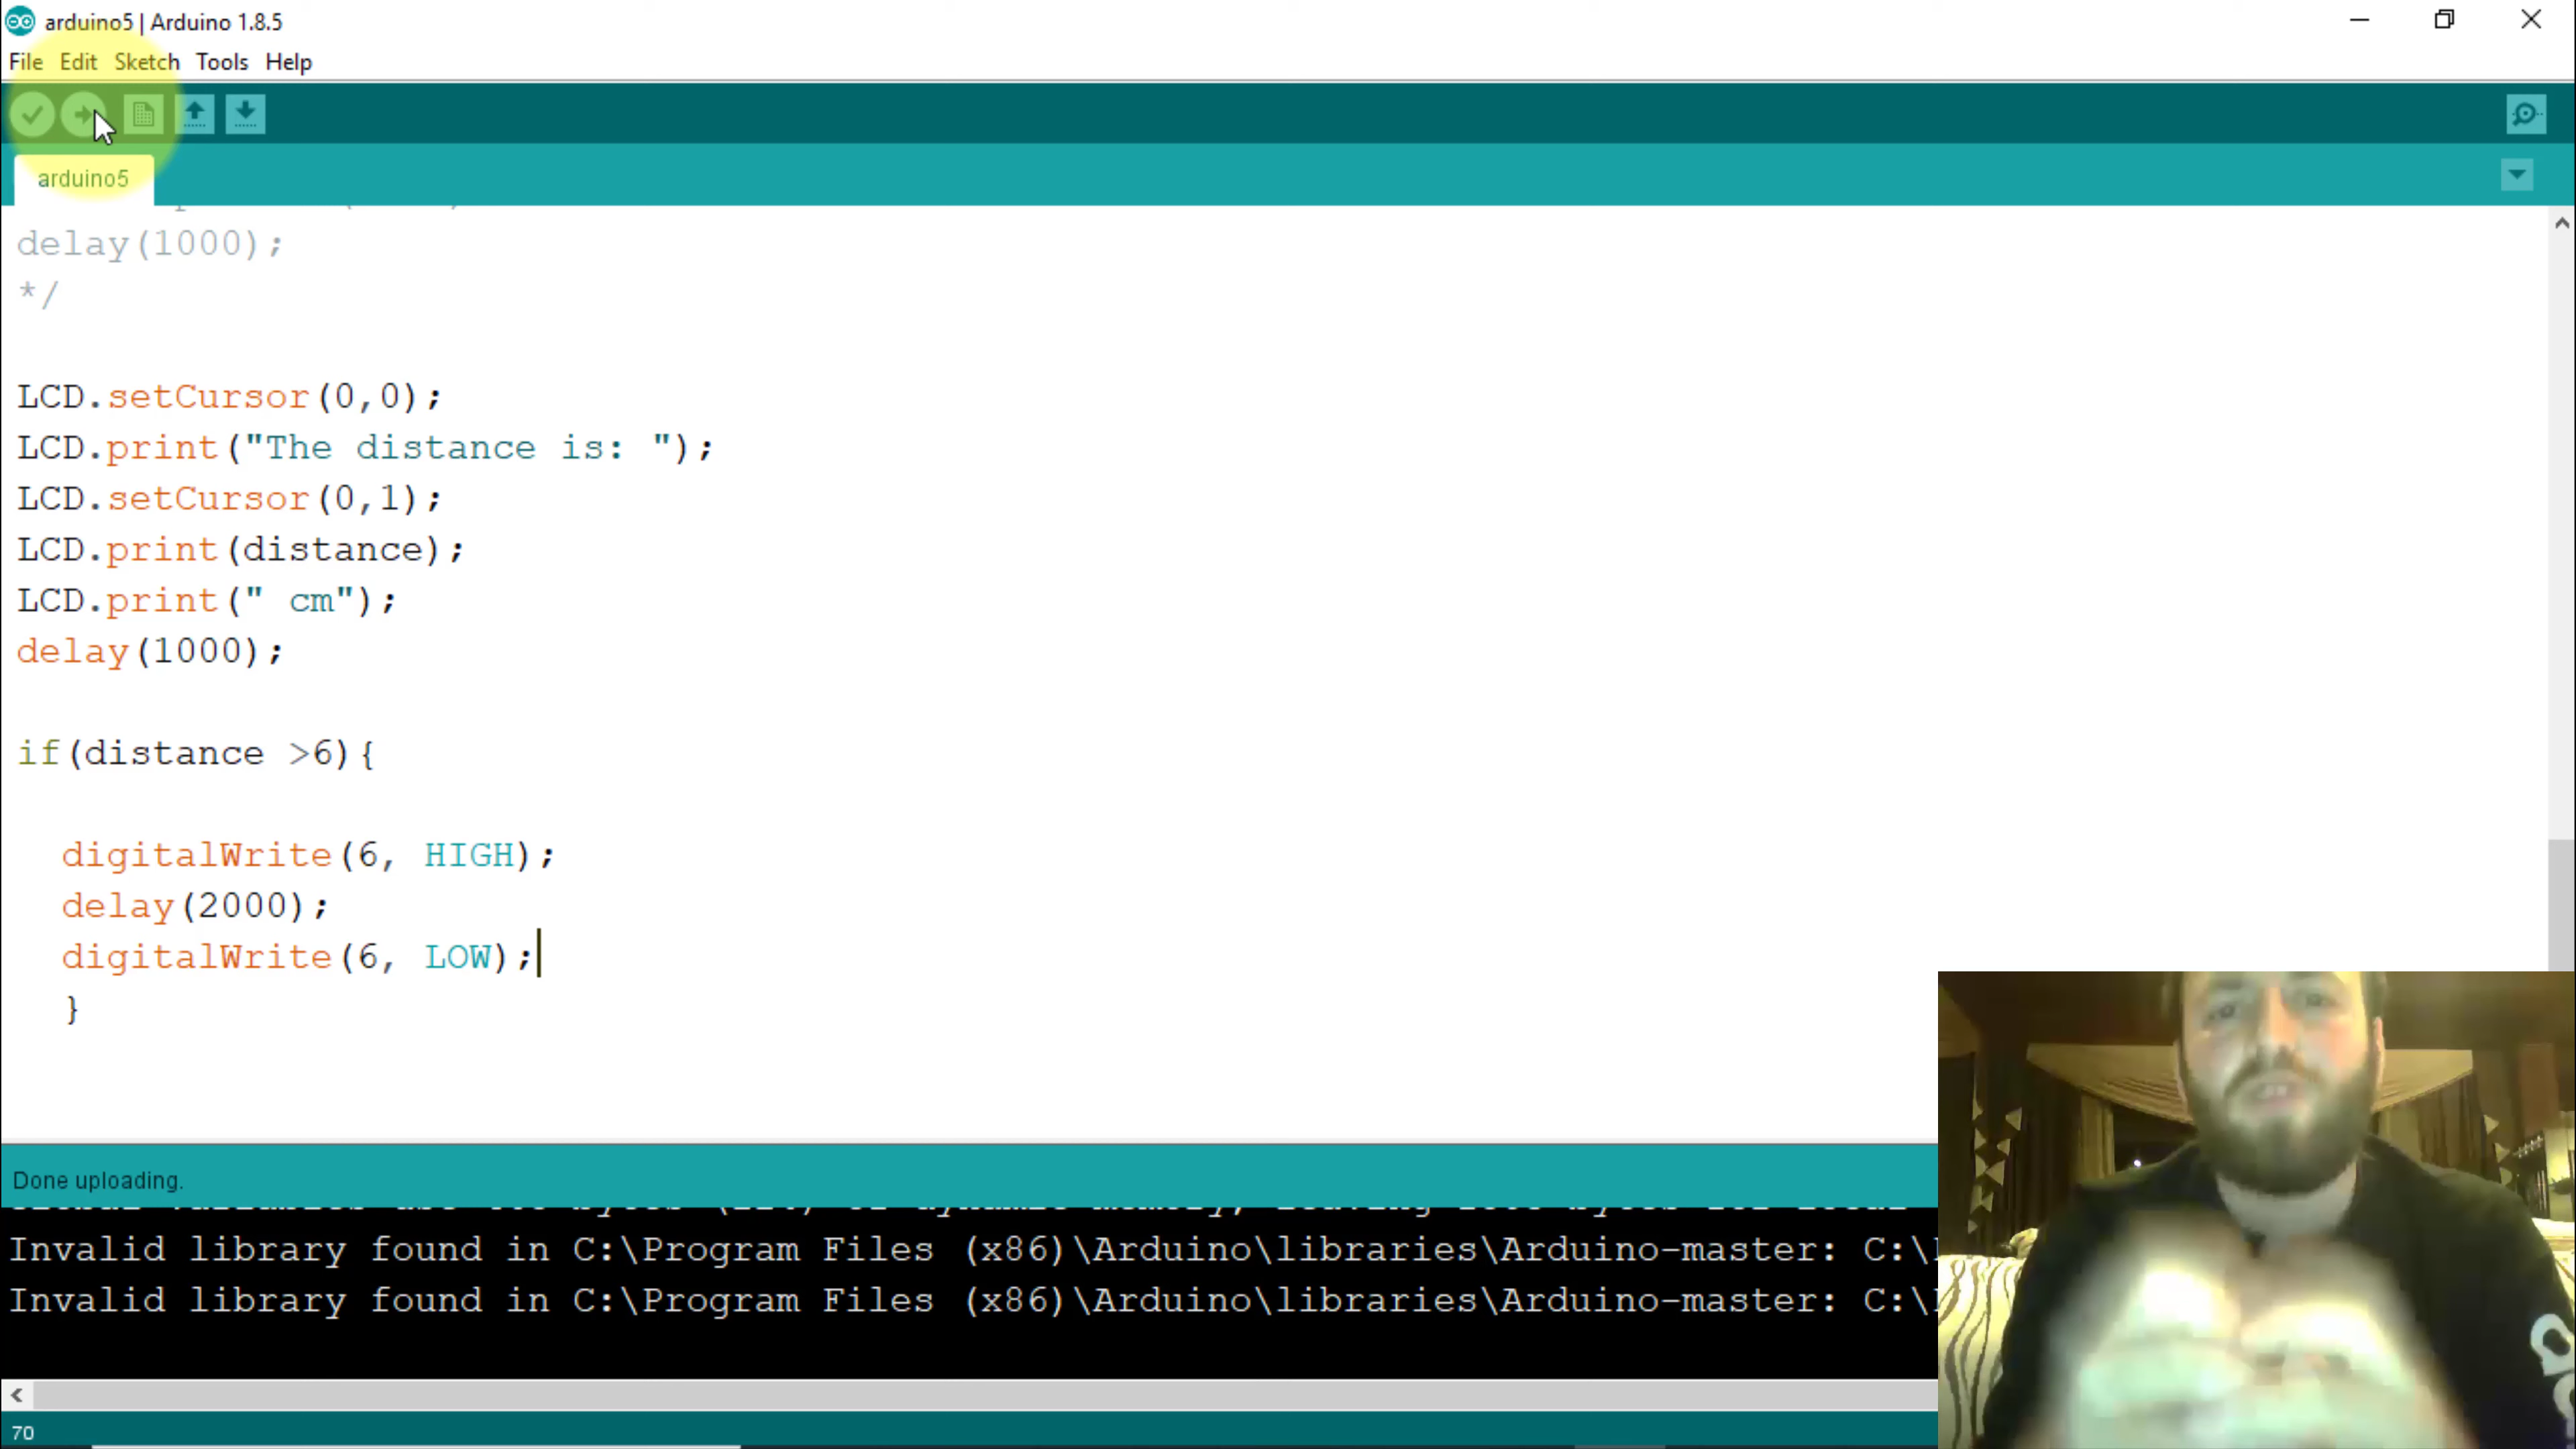 arduino5 | Arduino 1.8.5
File Edit Sketch Tools Help
arduino5
delay(1000);
*/
LCD.setCursor(0,0);
LCD.print("The distance is: ");
LCD.setCursor(0,1);
LCD.print(distance);
LCD.print(" cm");
delay(1000);
if(distance >6){
digitalWrite(6, HIGH);
delay(2000);
digitalWrite(6, LOW);
}
Done uploading.
Invalid library found in C:\Program Files (x86)\Arduino\libraries\Arduino-master: C:\
Invalid library found in C:\Program Files (x86)\Arduino\libraries\Arduino-master: C:\
70